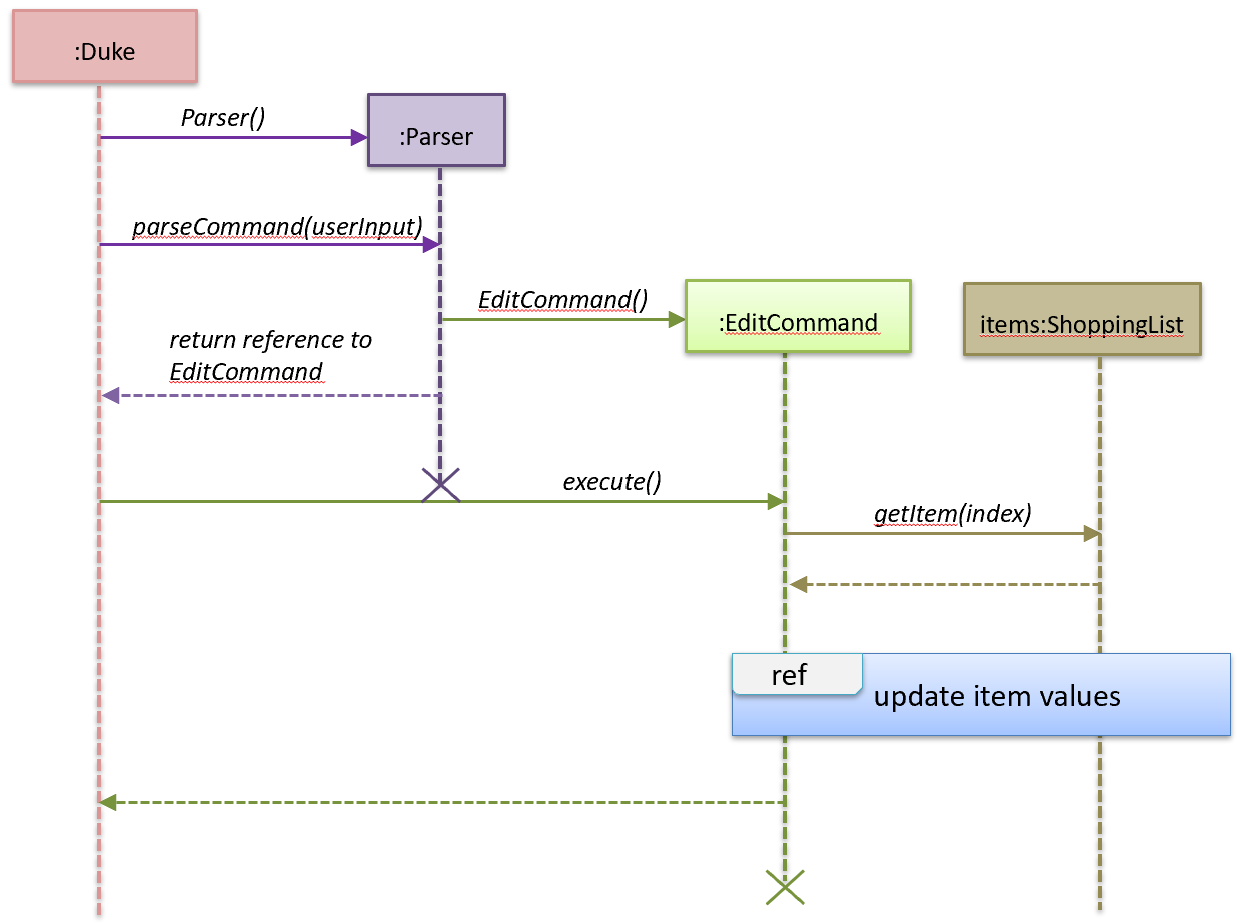 :Duke
Parser()
:Parser
parseCommand(userInput)
EditCommand()
:EditCommand
items:ShoppingList
return reference to
EditCommand
execute()
getItem(index)
ref
update item values